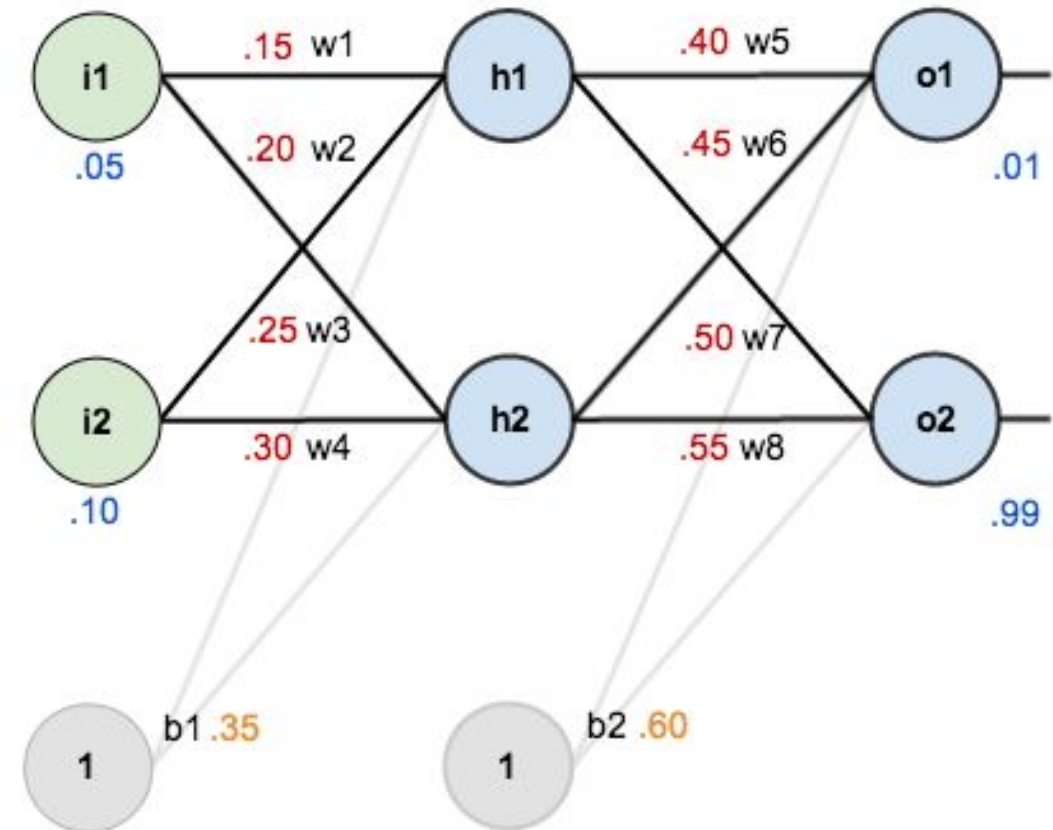 .15 w1
.40 w5
i1
h1
o1
.20 w2
.45 w6
.05
.01
.25 w3
.50 w7
i2
h2
o2
.30 w4
.55 w8
.10
.99
b1 .35
b2 .60
1
1